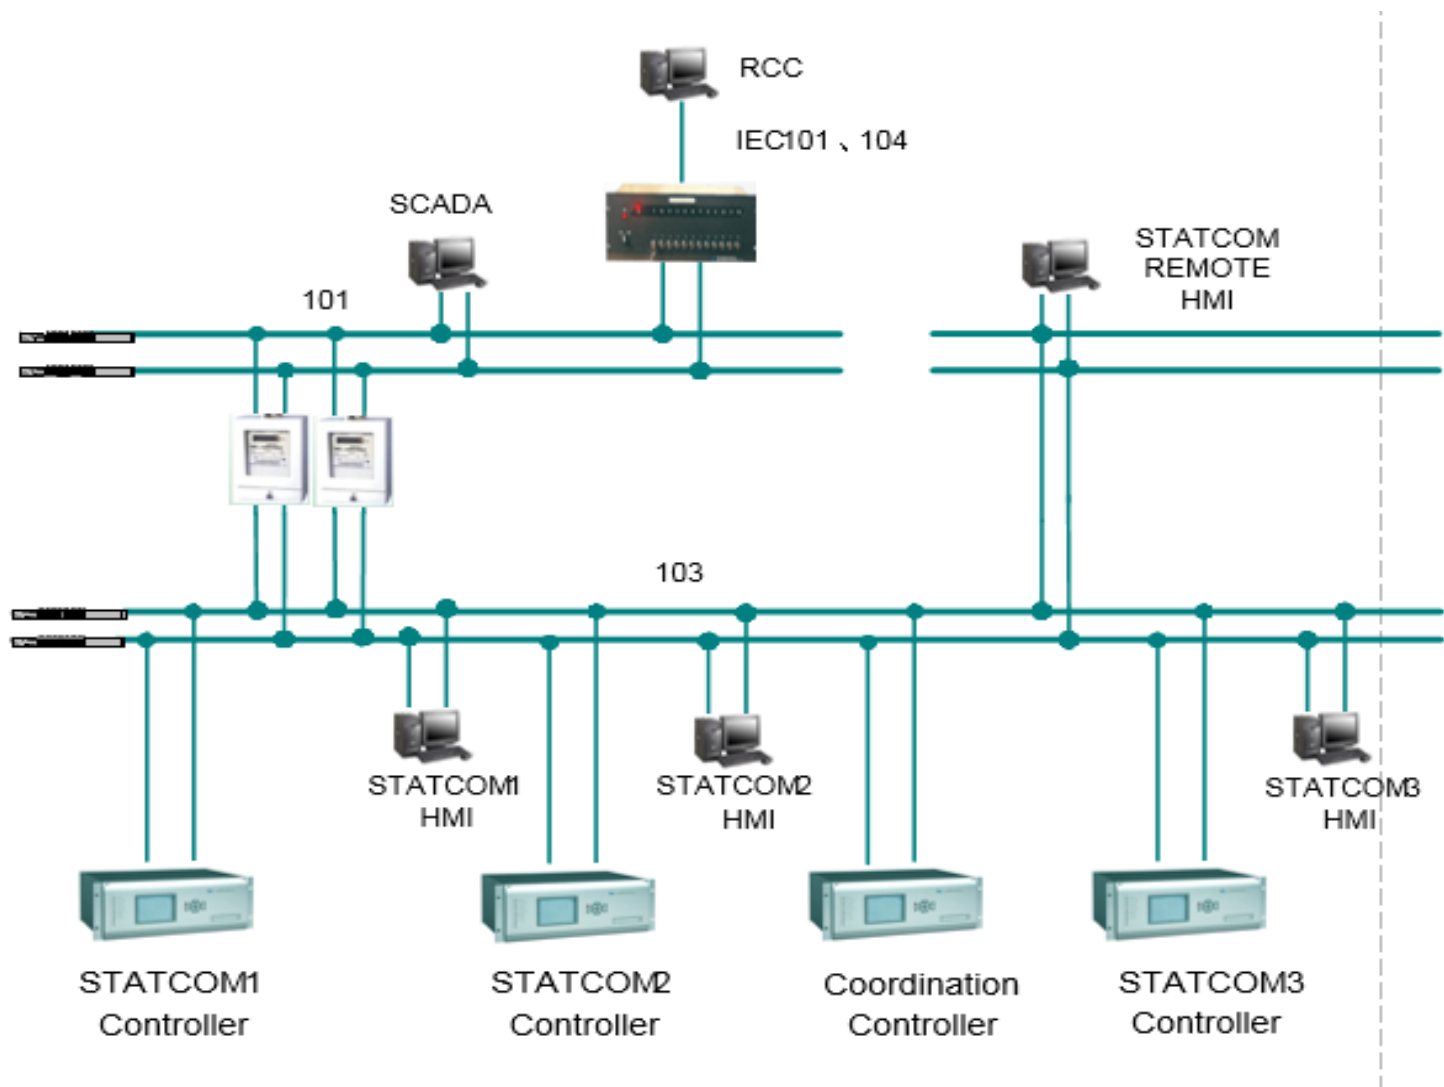 RCC
IEC101、104
SCADA
STATCOM
REMOTE
HMI
101
103
STATCOM1
HMI
STATCOM2
HMI
STATCOM3
HMI
STATCOM1
Controller
STATCOM2
Controller
Coordination
Controller
STATCOM3
Controller